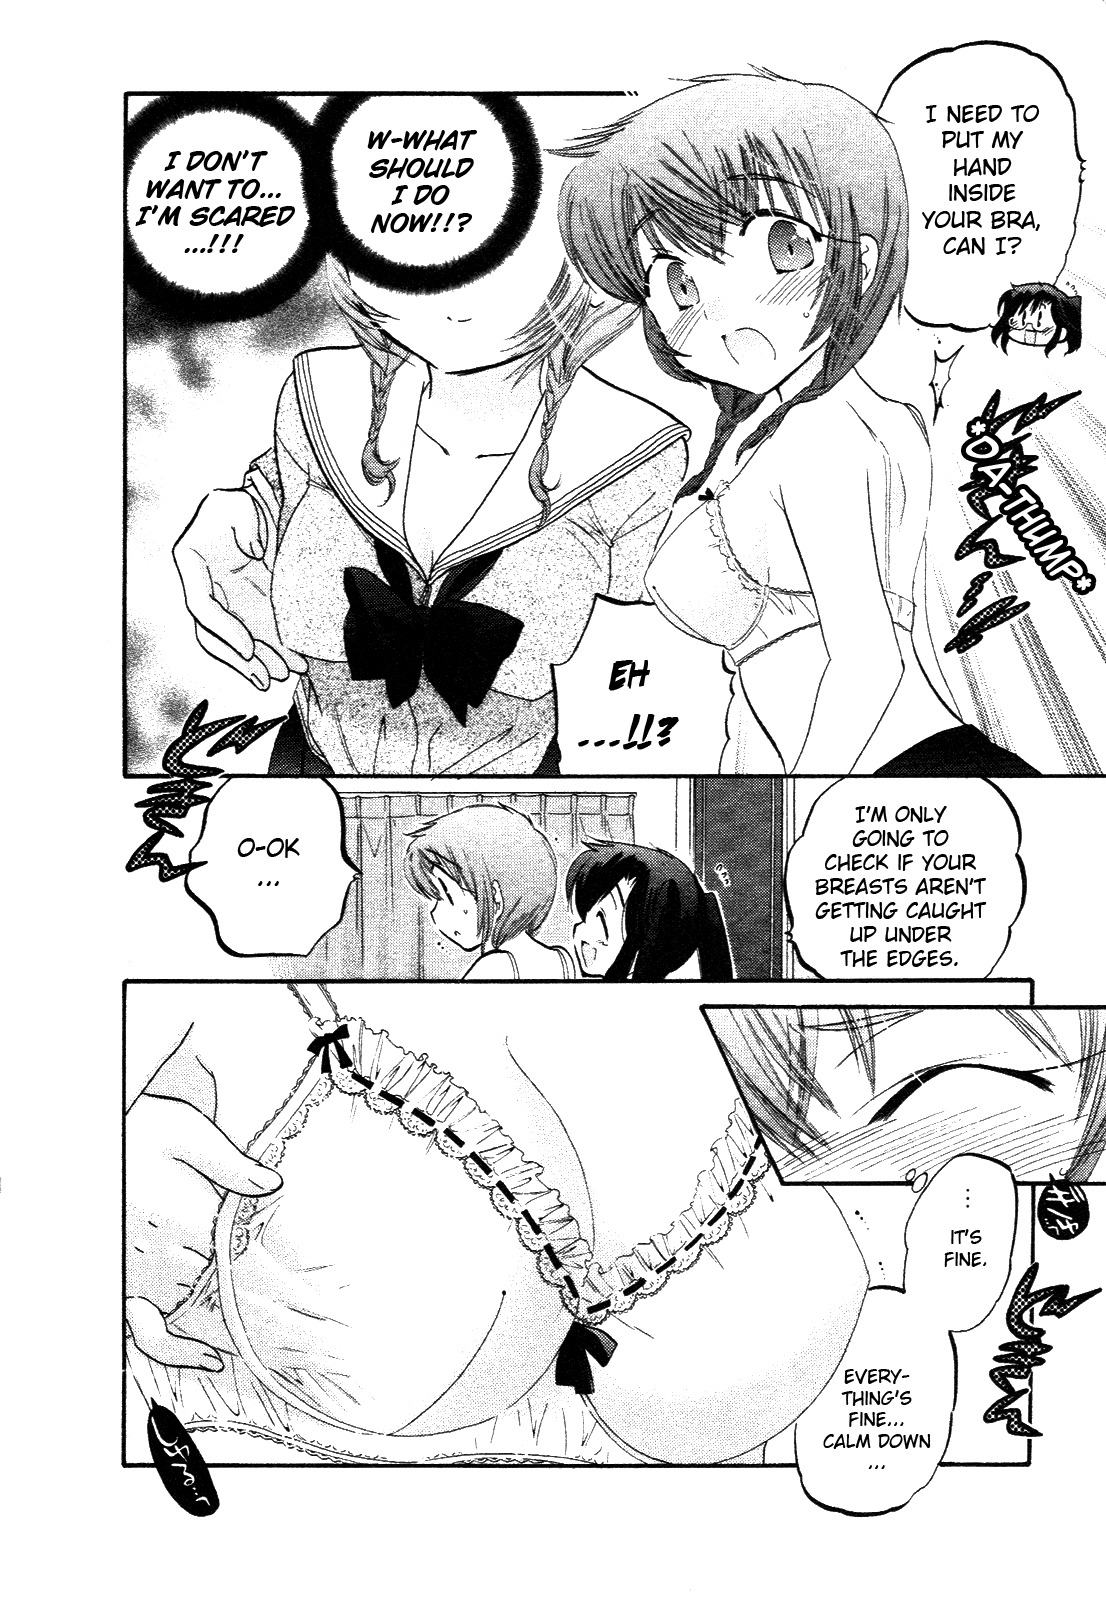 I NEED TO
PUT MY
HAND
INSIDE
YOUR BRA,
CAN I?
*DA-THUMP*
W-WHAT
SHOULD
I DO
NOW!!?
I DON'T
WANT TO...
I'M SCARED
...!!!
EH
...!!?
I'M ONLY
GOING TO
CHECK IF YOUR
BREASTS AREN'T
GETTING CAUGHT
UP UNDER
THE EDGES.
O-OK
...
...
IT'S
FINE.
EVERY-
THING'S
FINE...
CALM DOWN
...